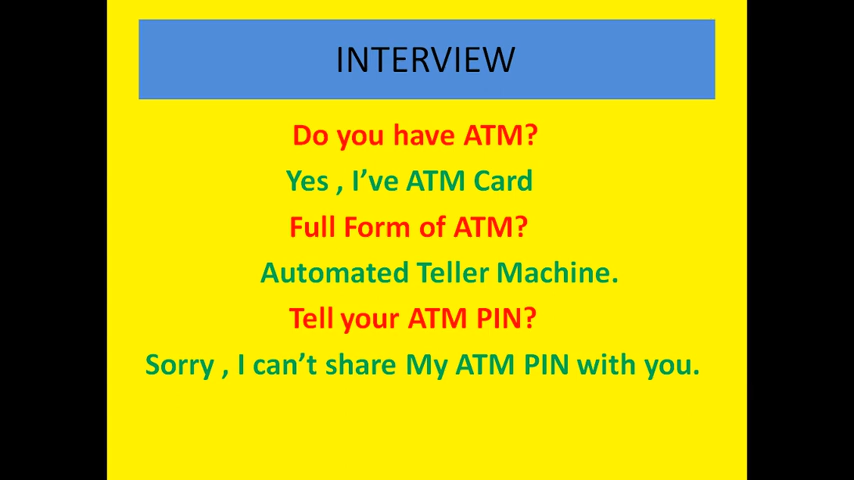 INTERVIEW
Do you have ATM?
Yes , I’ve ATM Card
Full Form of ATM?
Automated Teller Machine.
Tell your ATM PIN?
Sorry , I can’t share My ATM PIN with you.